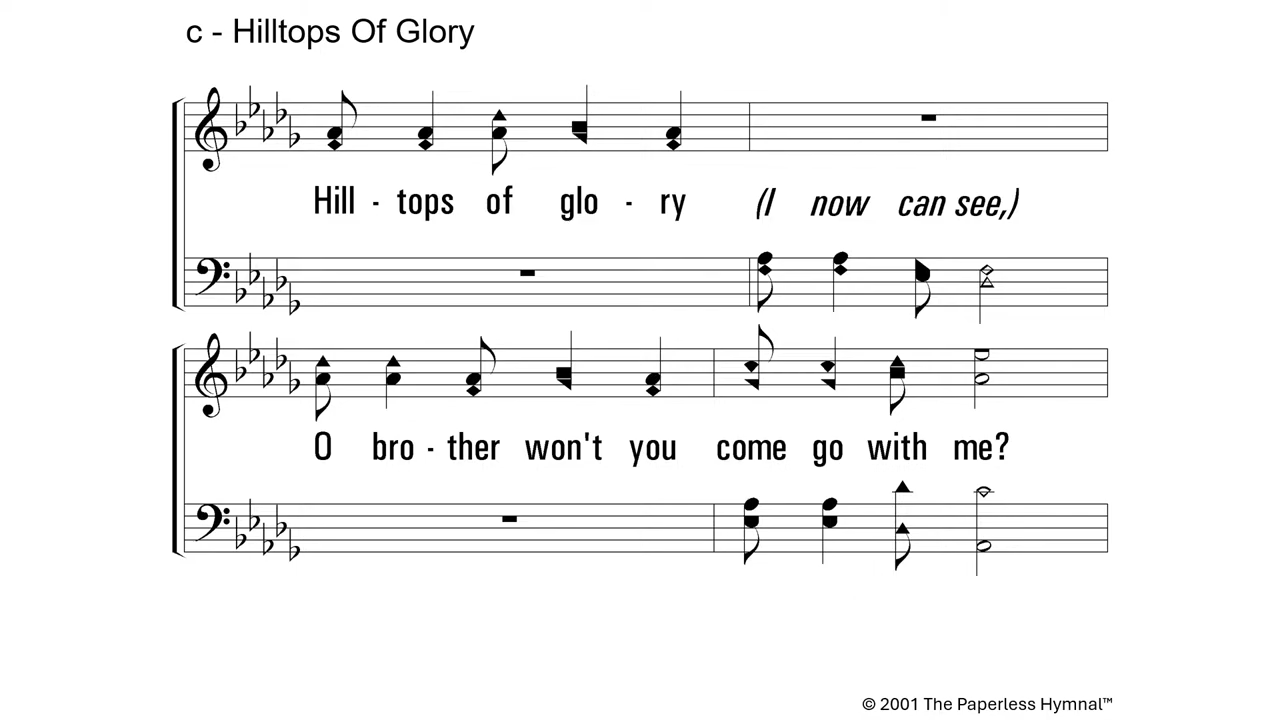 c - Hilltops Of Glory
Hill - tops of glo - ry (I now can see,)
O bro - ther won't you come go with me?
© 2001 The Paperless Hymnal™